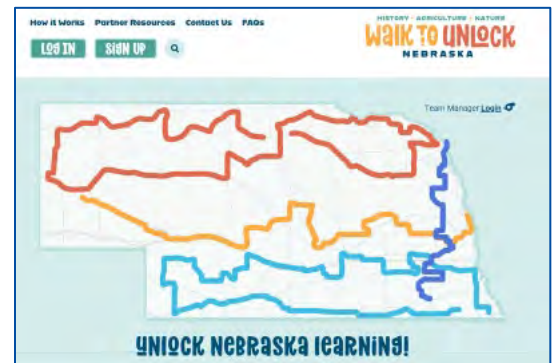 How it Works Partner Resources Contact Us FAQs
LOG IN SIGN UP
HISTORY • AGRICULTURE • NATURE
WALK TO UNLOCK
NEBRASKA
Team Manager Login
UNLOCK NEBRASKA LEARNING!